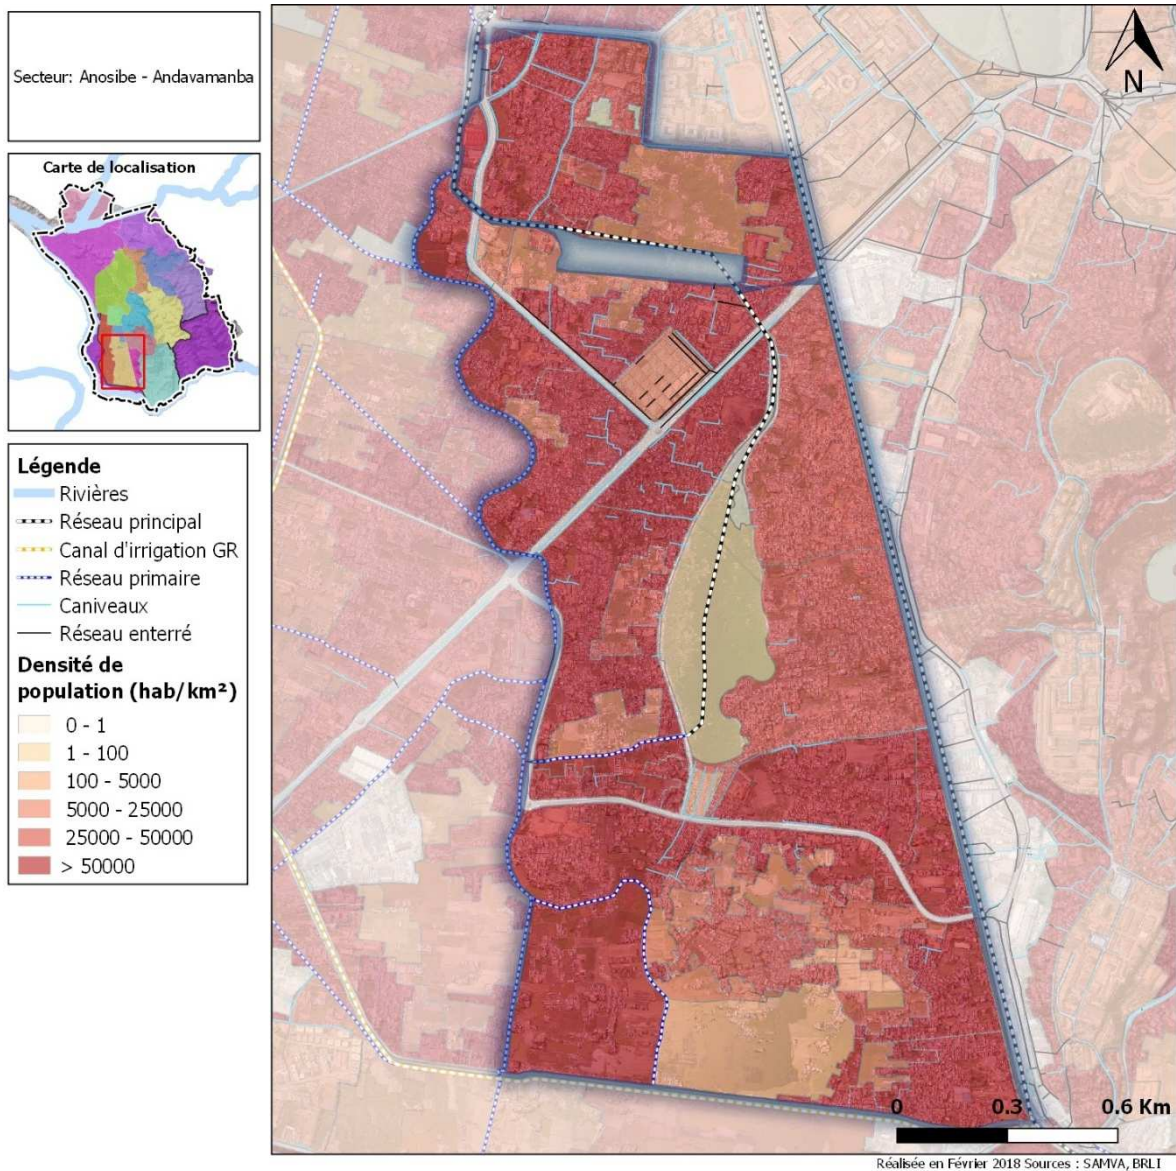 Secteur: Anosibe - Andavamanba
Carte de localisation
Légende
Rivières
Réseau principal
Canal d'irrigation GR
Réseau primaire
Caniveaux
Réseau enterré
Densité de
population (hab/km²)
0 - 1
1 - 100
100 - 5000
5000 - 25000
25000 - 50000
> 50000
N
0 0.3 0.6 Km
Réalisée en Février 2018 Sources : SAMVA, BRLI